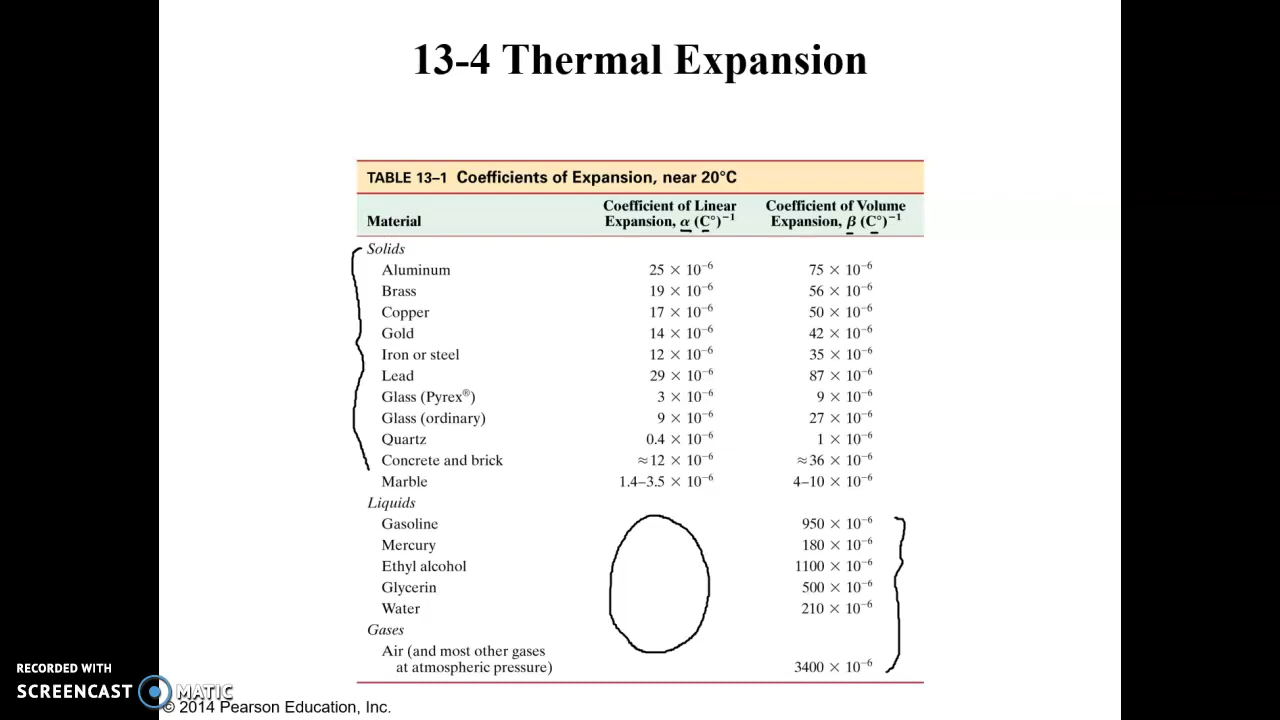 13-4 Thermal Expansion
TABLE 13–1 Coefficients of Expansion, near 20°C
Material
Coefficient of Linear
Expansion, α (C°)⁻¹
Coefficient of Volume
Expansion, β (C°)⁻¹
Solids
Aluminum 25 × 10⁻⁶ 75 × 10⁻⁶
Brass 19 × 10⁻⁶ 56 × 10⁻⁶
Copper 17 × 10⁻⁶ 50 × 10⁻⁶
Gold 14 × 10⁻⁶ 42 × 10⁻⁶
Iron or steel 12 × 10⁻⁶ 35 × 10⁻⁶
Lead 29 × 10⁻⁶ 87 × 10⁻⁶
Glass (Pyrex®) 3 × 10⁻⁶ 9 × 10⁻⁶
Glass (ordinary) 9 × 10⁻⁶ 27 × 10⁻⁶
Quartz 0.4 × 10⁻⁶ 1 × 10⁻⁶
Concrete and brick ≈12 × 10⁻⁶ ≈36 × 10⁻⁶
Marble 1.4–3.5 × 10⁻⁶ 4–10 × 10⁻⁶
Liquids
Gasoline 950 × 10⁻⁶
Mercury 180 × 10⁻⁶
Ethyl alcohol 1100 × 10⁻⁶
Glycerin 500 × 10⁻⁶
Water 210 × 10⁻⁶
Gases
Air (and most other gases
at atmospheric pressure) 3400 × 10⁻⁶
RECORDED WITH
SCREENCAST MATIC
© 2014 Pearson Education, Inc.